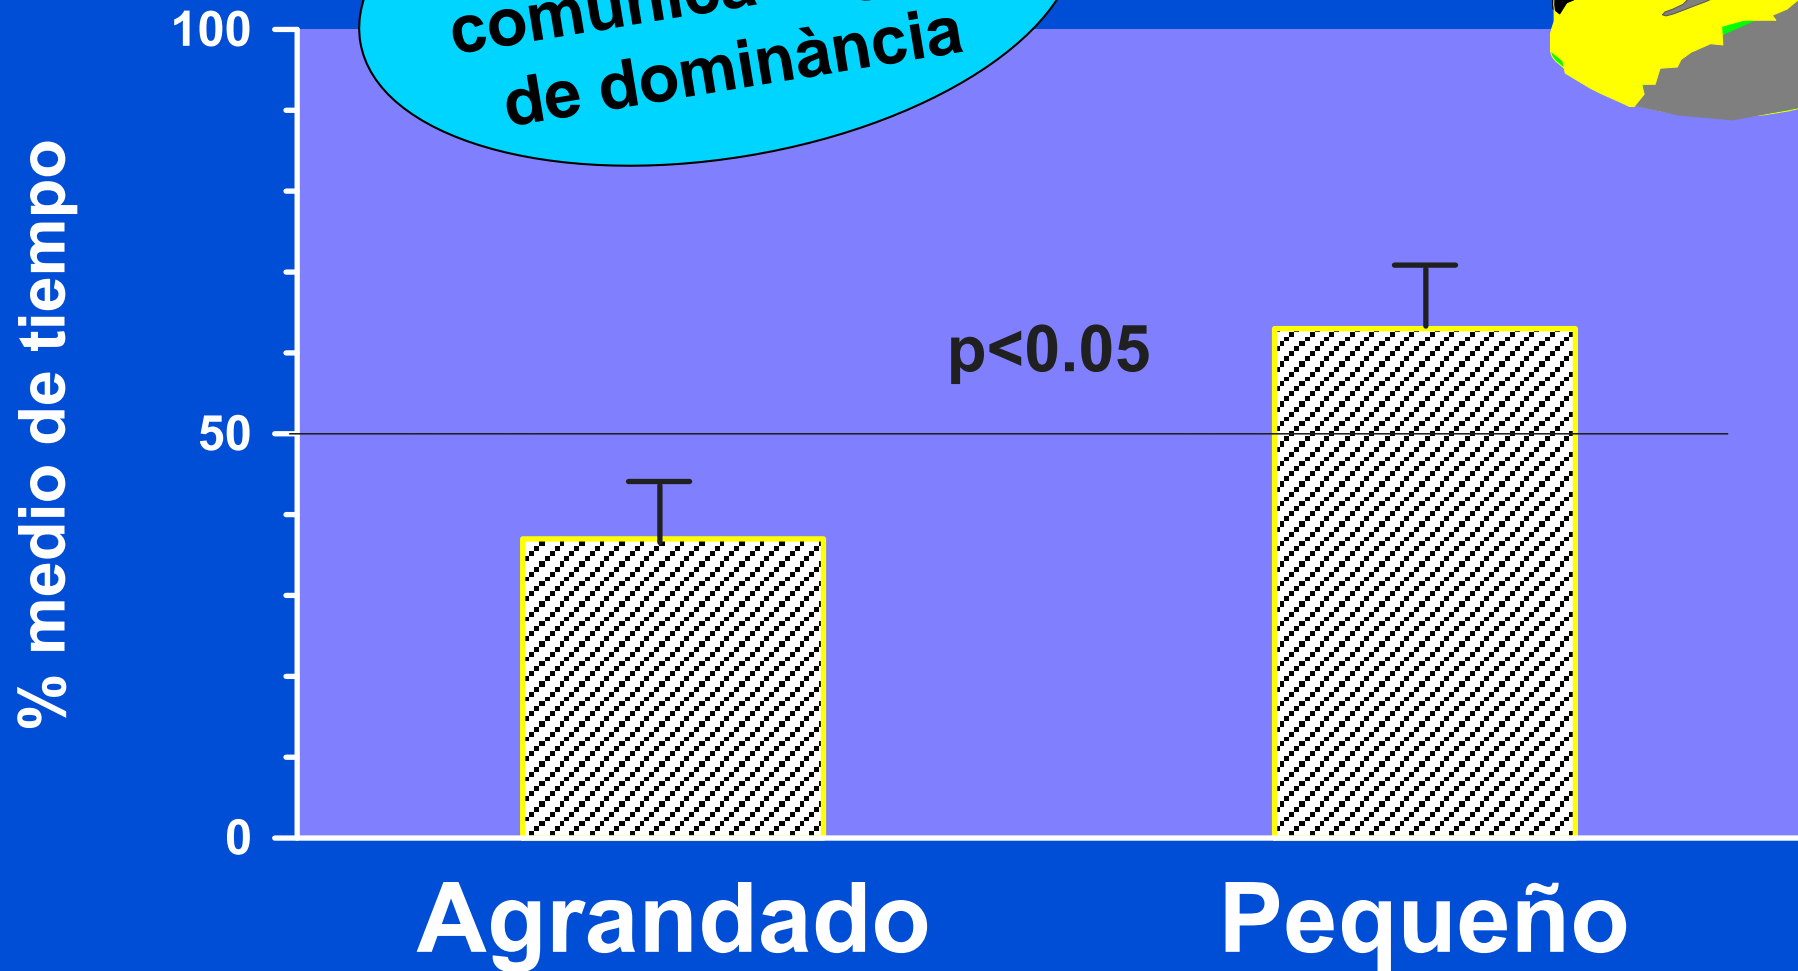 de dominància
100
50
0
% medio de tiempo
p<0.05
Agrandado
Pequeño